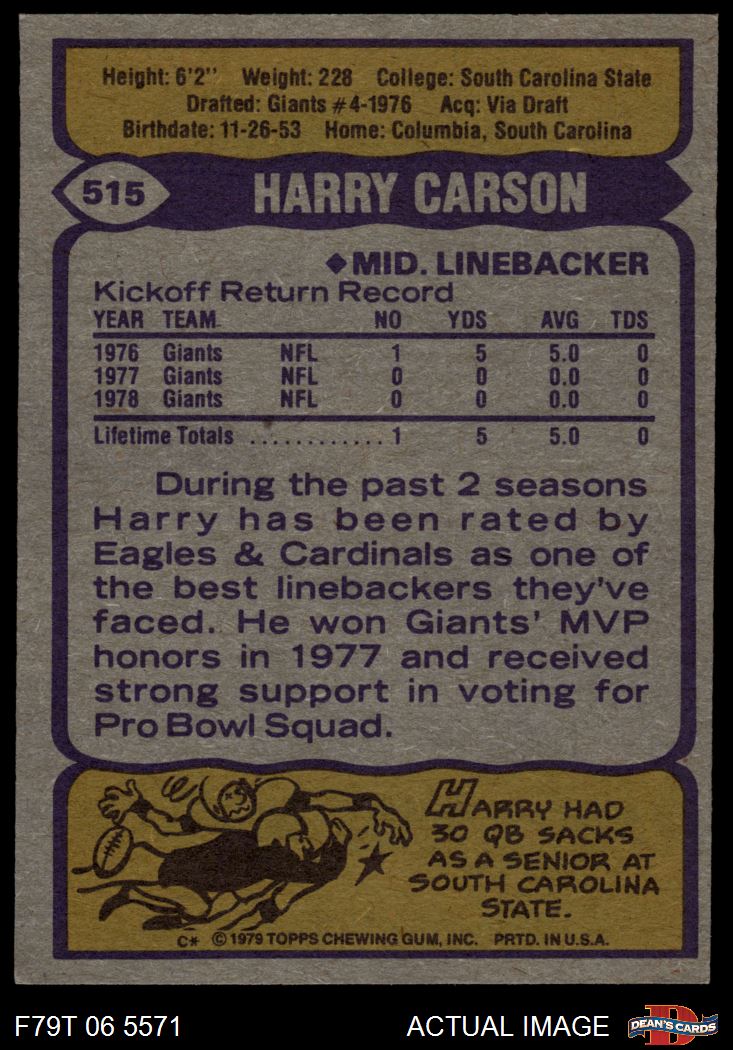 Height: 6'2" Weight: 228 College: South Carolina State
Drafted: Giants #4-1976 Acq: Via Draft
Birthdate: 11-26-53 Home: Columbia, South Carolina
515 HARRY CARSON
◆MID. LINEBACKER
Kickoff Return Record
YEAR TEAM NO YDS AVG TDS
1976 Giants NFL 1 5 5.0 0
1977 Giants NFL 0 0 0.0 0
1978 Giants NFL 0 0 0.0 0
Lifetime Totals ............ 1 5 5.0 0
During the past 2 seasons
Harry has been rated by
Eagles & Cardinals as one of
the best linebackers they've
faced. He won Giants' MVP
honors in 1977 and received
strong support in voting for
Pro Bowl Squad.
HARRY HAD
30 QB SACKS
AS A SENIOR AT
SOUTH CAROLINA
STATE.
C* © 1979 TOPPS CHEWING GUM, INC. PRTD. IN U.S.A.
F79T 06 5571 ACTUAL IMAGE D DEAN'S CARDS